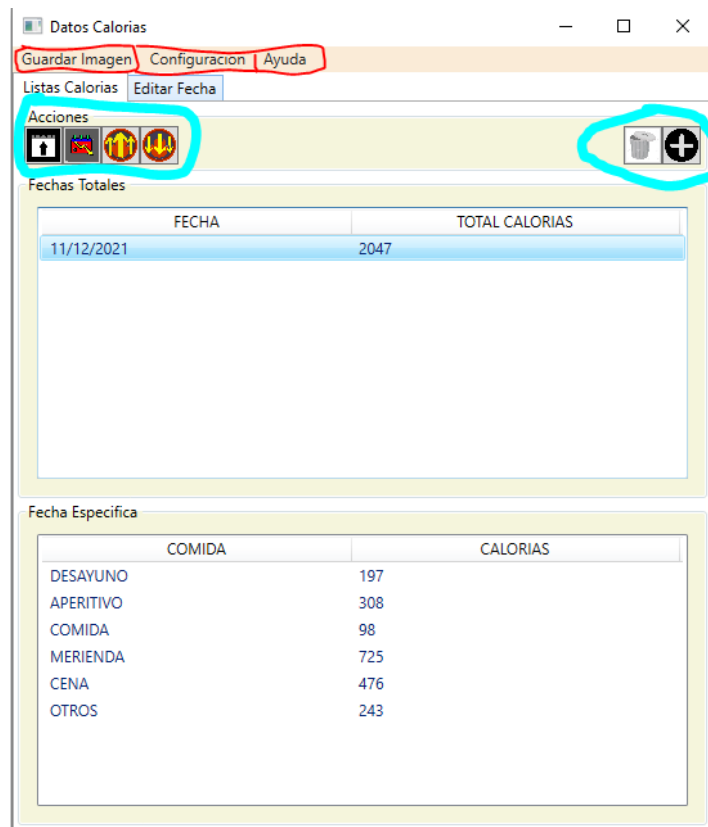 Datos Calorias
Guardar Imagen Configuracion Ayuda
Listas Calorias Editar Fecha
Acciones
Fechas Totales
FECHA TOTAL CALORIAS
11/12/2021 2047
Fecha Especifica
COMIDA CALORIAS
DESAYUNO 197
APERITIVO 308
COMIDA 98
MERIENDA 725
CENA 476
OTROS 243